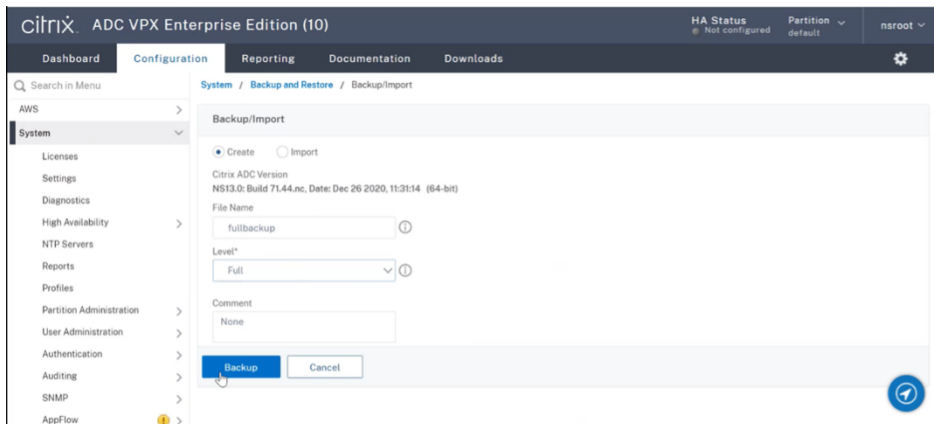 citrix. ADC VPX Enterprise Edition (10)
HA Status
Not configured
Partition
default
nsroot
Dashboard
Configuration
Reporting
Documentation
Downloads
Search in Menu
AWS
System
Licenses
Settings
Diagnostics
High Availability
NTP Servers
Reports
Profiles
Partition Administration
User Administration
Authentication
Auditing
SNMP
AppFlow
System / Backup and Restore / Backup/Import
Backup/Import
Create
Import
Citrix ADC Version
NS13.0: Build 71.44.nc, Date: Dec 26 2020, 11:31:14 (64-bit)
File Name
fullbackup
Level*
Full
Comment
None
Backup
Cancel